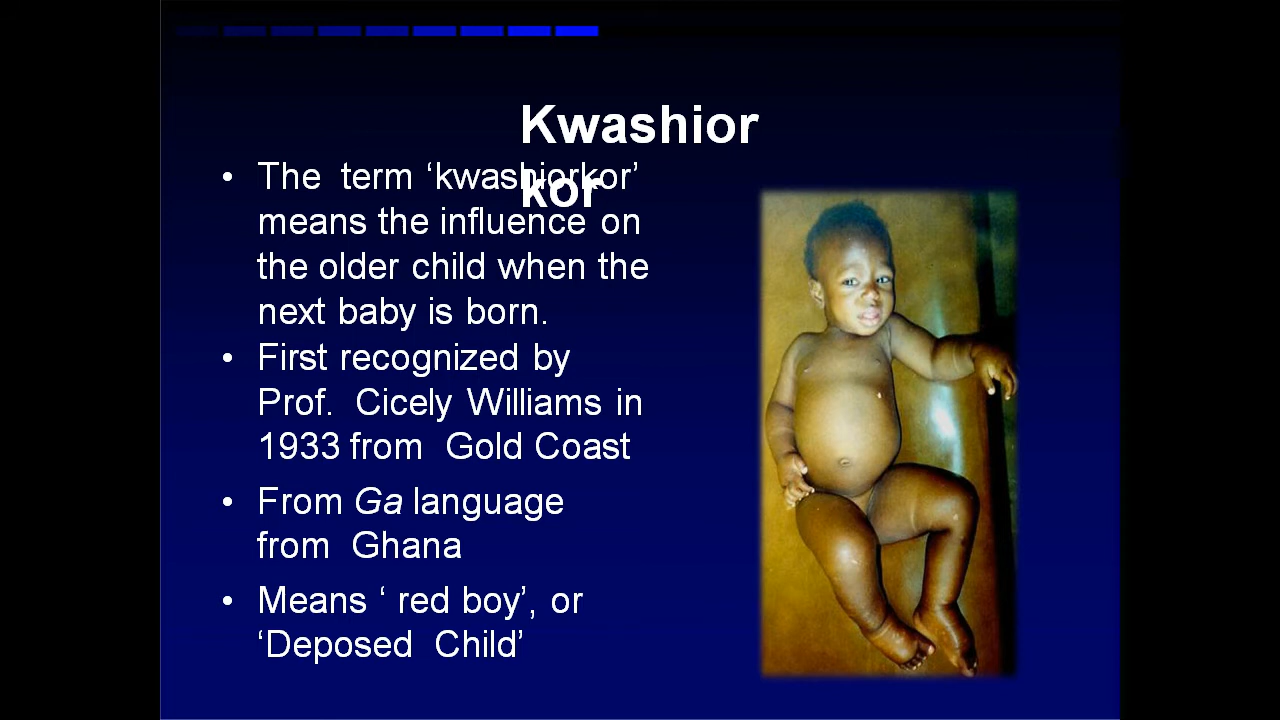 Kwashior
kor
• The term ‘kwashiorkor’
means the influence on
the older child when the
next baby is born.
• First recognized by
Prof. Cicely Williams in
1933 from Gold Coast
• From Ga language
from Ghana
• Means ‘ red boy’, or
‘Deposed Child’